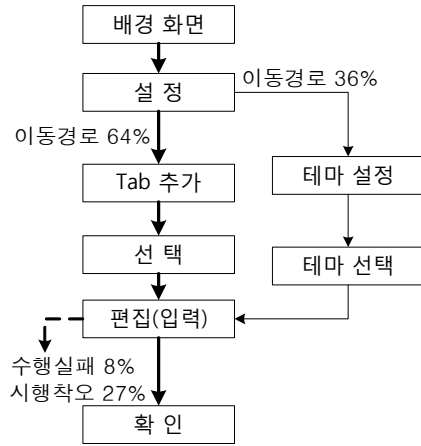 배경 화면
설 정
이동경로 36%
이동경로 64%
Tab 추가
테마 설정
선 택
테마 선택
편집(입력)
수행실패 8%
시행착오 27%
확 인